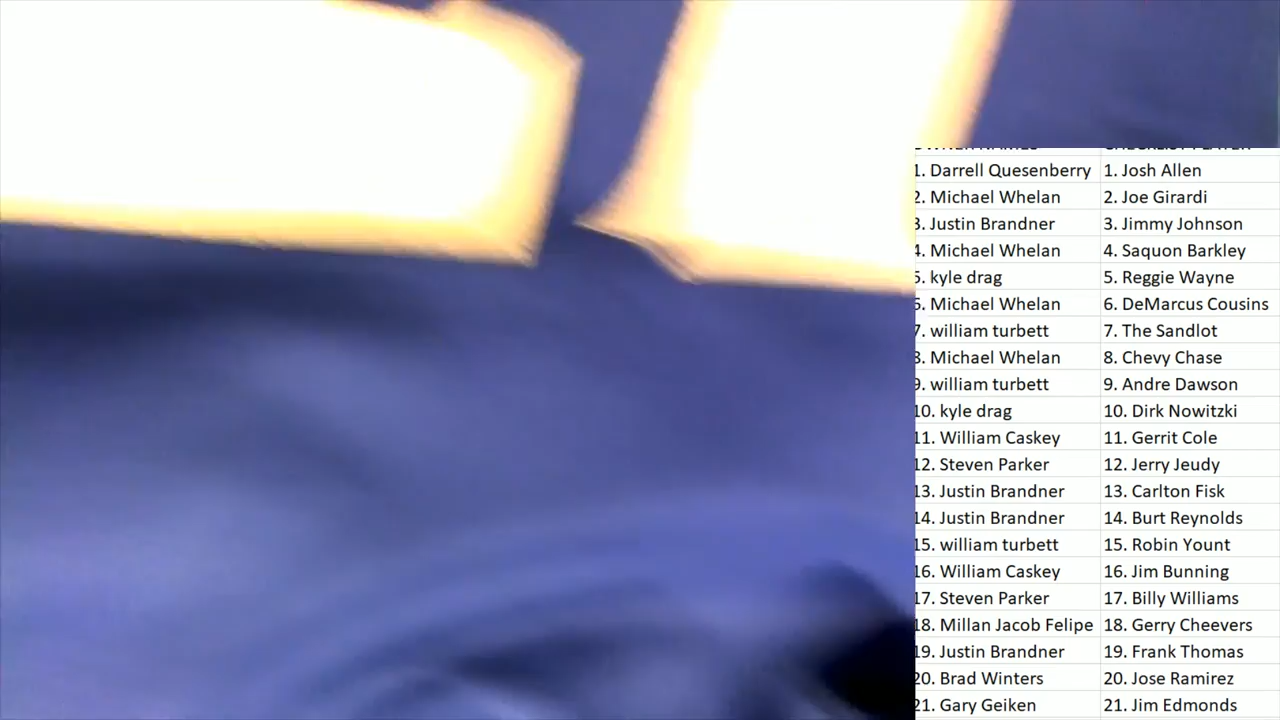 1. Darrell Quesenberry 1. Josh Allen
2. Michael Whelan 2. Joe Girardi
3. Justin Brandner 3. Jimmy Johnson
4. Michael Whelan 4. Saquon Barkley
5. kyle drag 5. Reggie Wayne
6. Michael Whelan 6. DeMarcus Cousins
7. william turbett 7. The Sandlot
8. Michael Whelan 8. Chevy Chase
9. william turbett 9. Andre Dawson
10. kyle drag 10. Dirk Nowitzki
11. William Caskey 11. Gerrit Cole
12. Steven Parker 12. Jerry Jeudy
13. Justin Brandner 13. Carlton Fisk
14. Justin Brandner 14. Burt Reynolds
15. william turbett 15. Robin Yount
16. William Caskey 16. Jim Bunning
17. Steven Parker 17. Billy Williams
18. Millan Jacob Felipe 18. Gerry Cheevers
19. Justin Brandner 19. Frank Thomas
20. Brad Winters 20. Jose Ramirez
21. Gary Geiken 21. Jim Edmonds